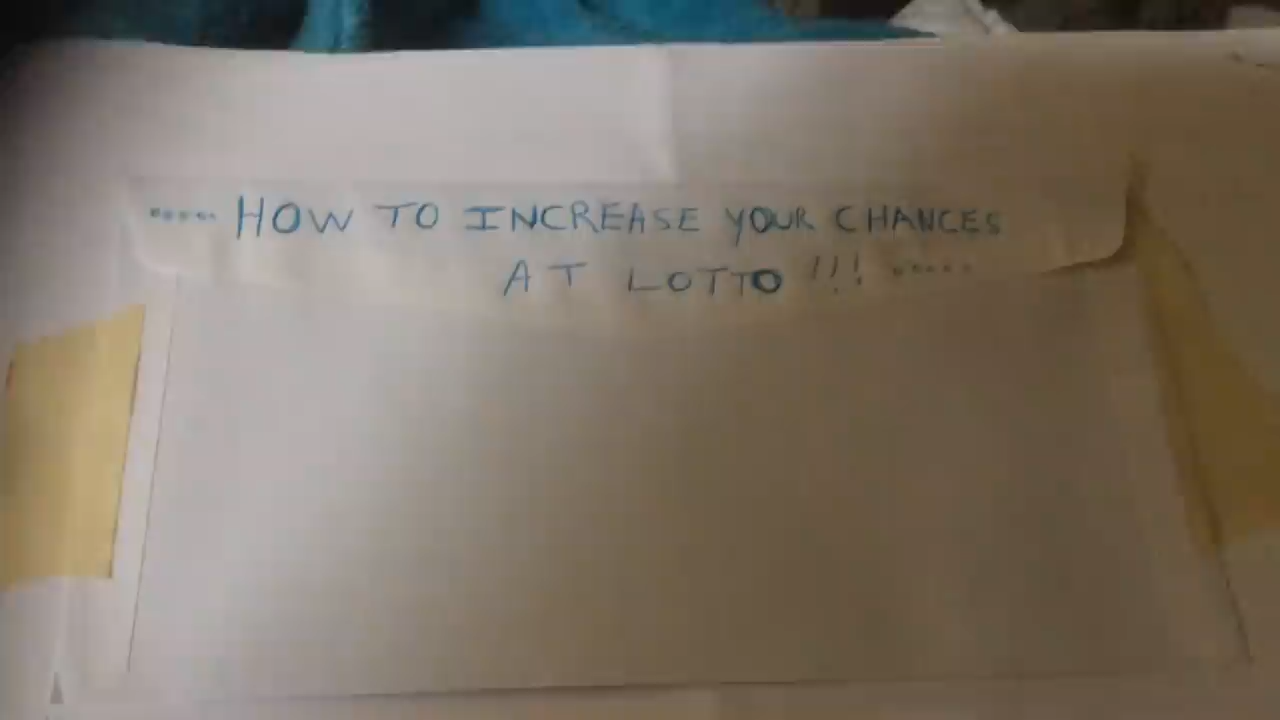 ..... HOW TO INCREASE YOUR CHANCES
AT LOTTO !!! .....